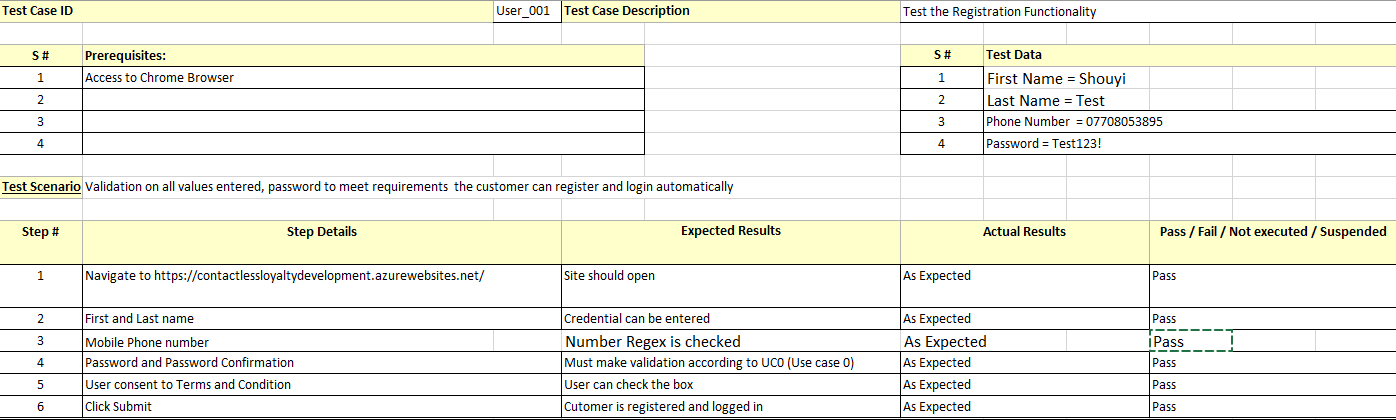 Test Case ID User_001 Test Case Description Test the Registration Functionality
S # Prerequisites: S # Test Data
1 Access to Chrome Browser 1 First Name = Shouyi
2 2 Last Name = Test
3 3 Phone Number = 07708053895
4 4 Password = Test123!
Test Scenario Validation on all values entered, password to meet requirements the customer can register and login automatically
Step # Step Details Expected Results Actual Results Pass / Fail / Not executed / Suspended
1 Navigate to https://contactlessloyaltydevelopment.azurewebsites.net/ Site should open As Expected Pass
2 First and Last name Credential can be entered As Expected Pass
3 Mobile Phone number Number Regex is checked As Expected Pass
4 Password and Password Confirmation Must make validation according to UC0 (Use case 0) As Expected Pass
5 User consent to Terms and Condition User can check the box As Expected Pass
6 Click Submit Cutomer is registered and logged in As Expected Pass